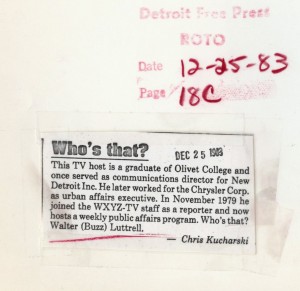 Detroit Free Press
ROTO
Date 12-25-83
Page 18C
Who's that? DEC 25 1983
This TV host is a graduate of Olivet College and
once served as communications director for New
Detroit Inc. He later worked for the Chrysler Corp.
as urban affairs executive. In November 1979 he
joined the WXYZ-TV staff as a reporter and now
hosts a weekly public affairs program. Who's that?
Walter (Buzz) Luttrell.
— Chris Kucharski